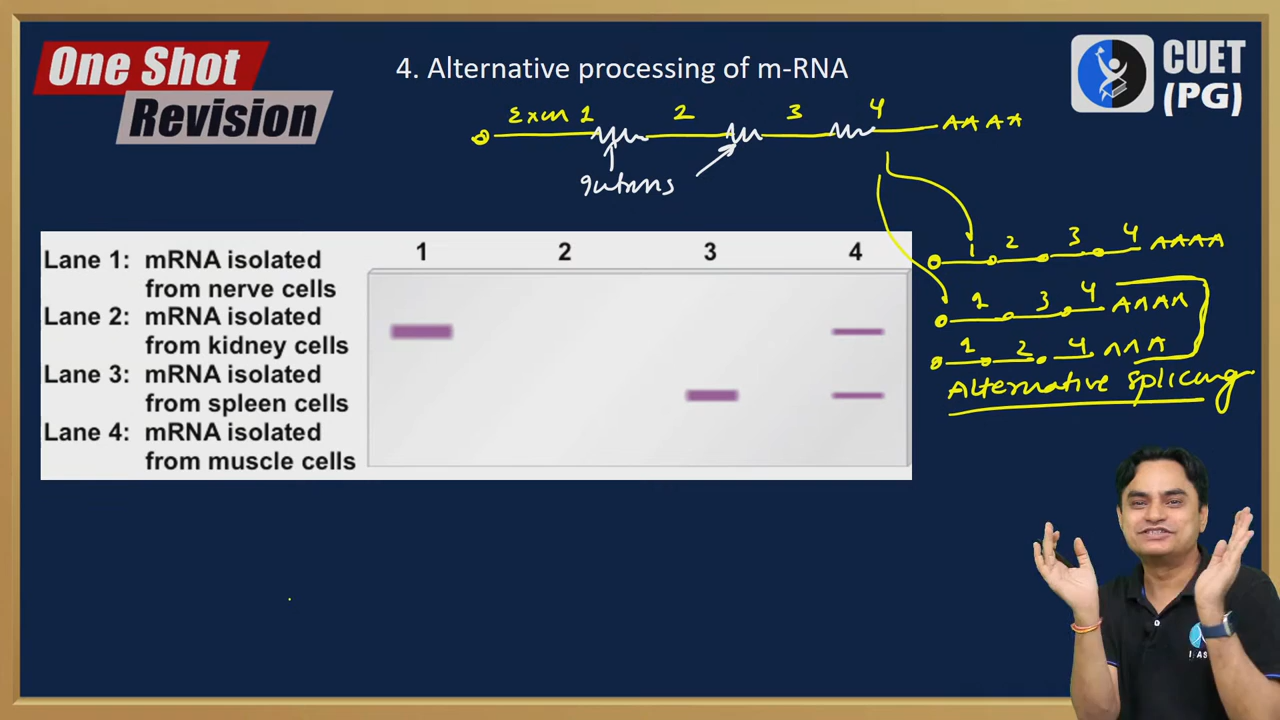 One Shot
Revision
4. Alternative processing of m-RNA
CUET
(PG)
Exon 1 2 3 4 AAAA
Introns
1 2 3 4 AAAA
1 3 4 AAAA
1 2 4 AAA
Alternative splicing
Lane 1: mRNA isolated
from nerve cells
Lane 2: mRNA isolated
from kidney cells
Lane 3: mRNA isolated
from spleen cells
Lane 4: mRNA isolated
from muscle cells
1 2 3 4